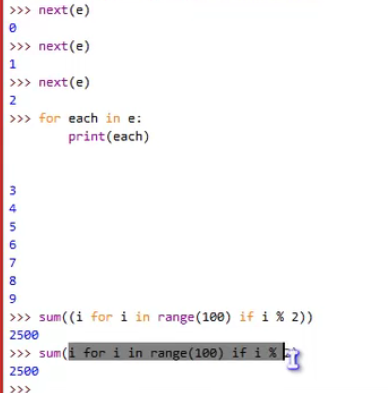 >>> next(e)
0
>>> next(e)
1
>>> next(e)
2
>>> for each in e:
        print(each)
3
4
5
6
7
8
9
>>> sum((i for i in range(100) if i % 2))
2500
>>> sum(i for i in range(100) if i %
2500
>>>